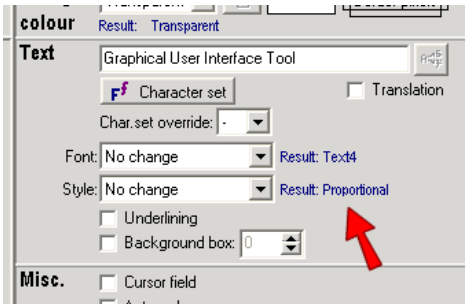 colour
Result: Transparent
Text
Graphical User Interface Tool
Ff Character set
Translation
Char.set override: -
Font: No change Result: Text4
Style: No change Result: Proportional
Underlining
Background box: 0
Misc.
Cursor field